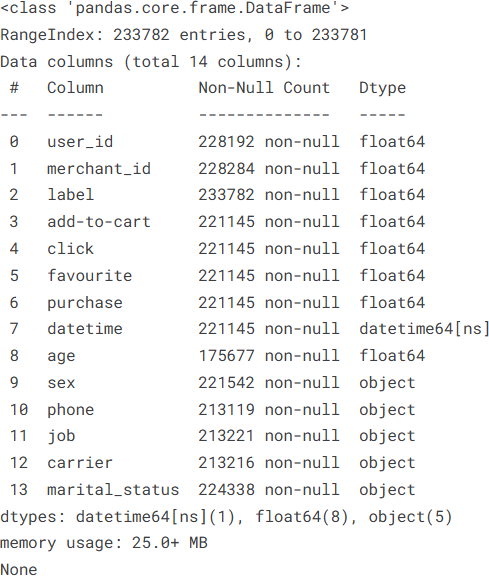 <class 'pandas.core.frame.DataFrame'>
RangeIndex: 233782 entries, 0 to 233781
Data columns (total 14 columns):
 #   Column          Non-Null Count   Dtype
---  ------          --------------   -----
 0   user_id         228192 non-null  float64
 1   merchant_id     228284 non-null  float64
 2   label           233782 non-null  float64
 3   add-to-cart     221145 non-null  float64
 4   click           221145 non-null  float64
 5   favourite       221145 non-null  float64
 6   purchase        221145 non-null  float64
 7   datetime        221145 non-null  datetime64[ns]
 8   age             175677 non-null  float64
 9   sex             221542 non-null  object
 10  phone           213119 non-null  object
 11  job             213221 non-null  object
 12  carrier         213216 non-null  object
 13  marital_status  224338 non-null  object
dtypes: datetime64[ns](1), float64(8), object(5)
memory usage: 25.0+ MB
None